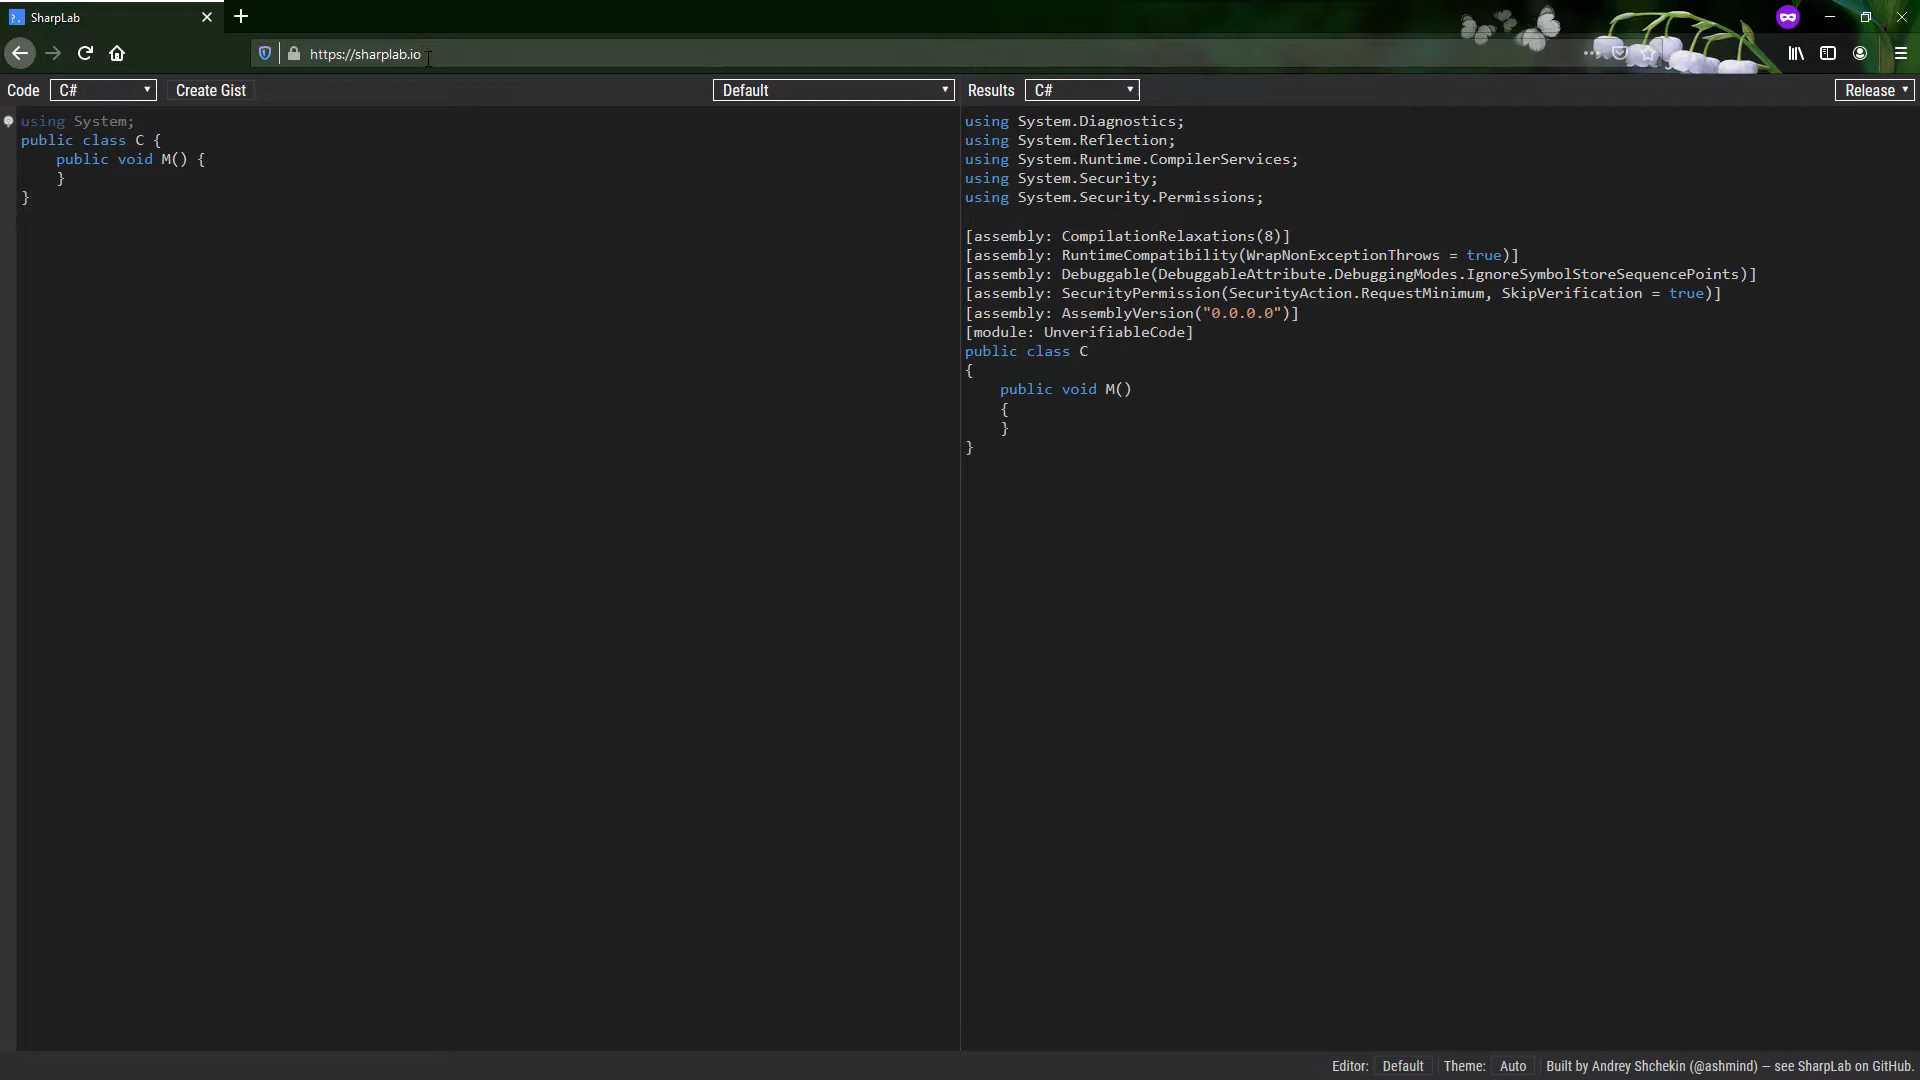 SharpLab
https://sharplab.io
Code C# Create Gist Default
using System;
public class C {
    public void M() {
    }
}
Results C# Release
using System.Diagnostics;
using System.Reflection;
using System.Runtime.CompilerServices;
using System.Security;
using System.Security.Permissions;
[assembly: CompilationRelaxations(8)]
[assembly: RuntimeCompatibility(WrapNonExceptionThrows = true)]
[assembly: Debuggable(DebuggableAttribute.DebuggingModes.IgnoreSymbolStoreSequencePoints)]
[assembly: SecurityPermission(SecurityAction.RequestMinimum, SkipVerification = true)]
[assembly: AssemblyVersion("0.0.0.0")]
[module: UnverifiableCode]
public class C
{
    public void M()
    {
    }
}
Editor: Default Theme: Auto Built by Andrey Shchekin (@ashmind) — see SharpLab on GitHub.